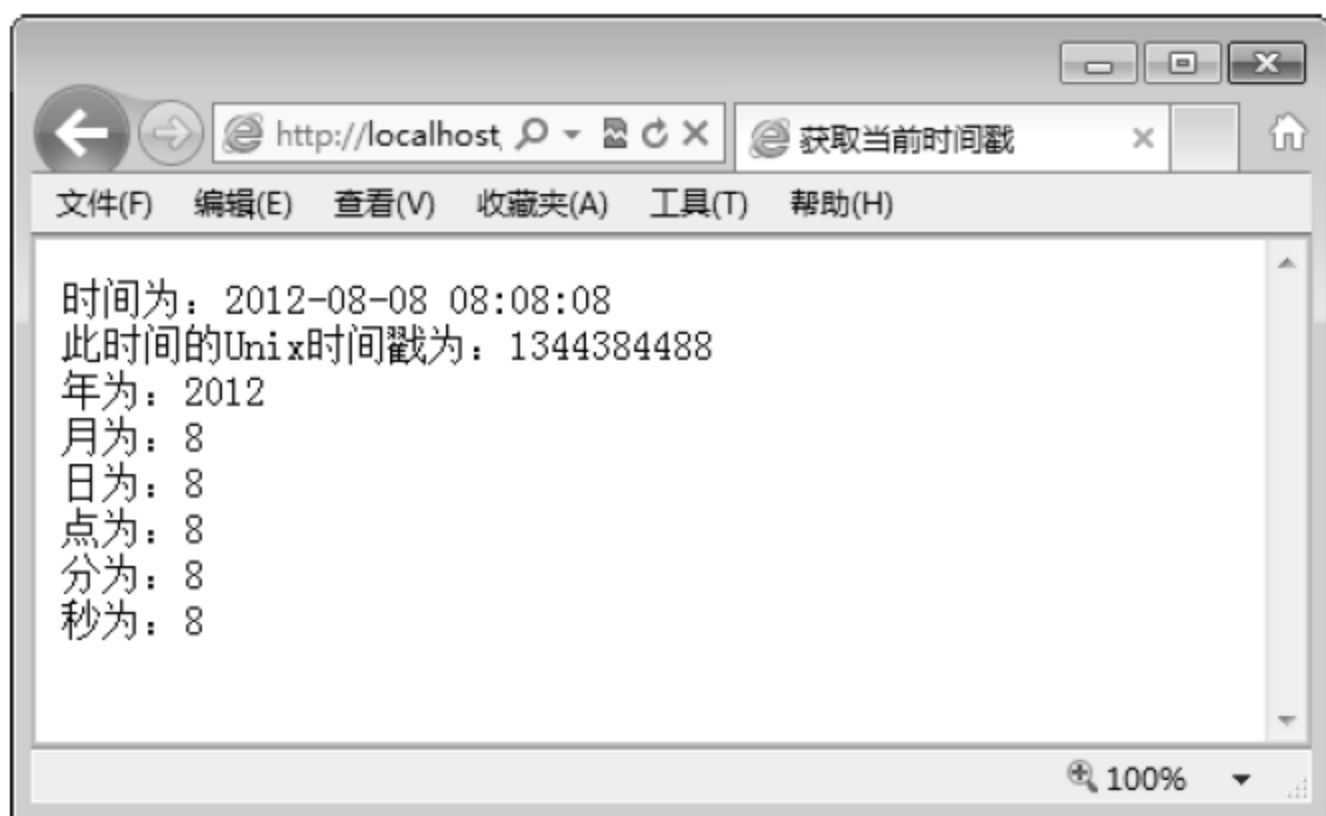 http://localhost
获取当前时间戳
文件(F) 编辑(E) 查看(V) 收藏夹(A) 工具(T) 帮助(H)
时间为：2012-08-08 08:08:08
此时间的Unix时间戳为：1344384488
年为：2012
月为：8
日为：8
点为：8
分为：8
秒为：8
100%